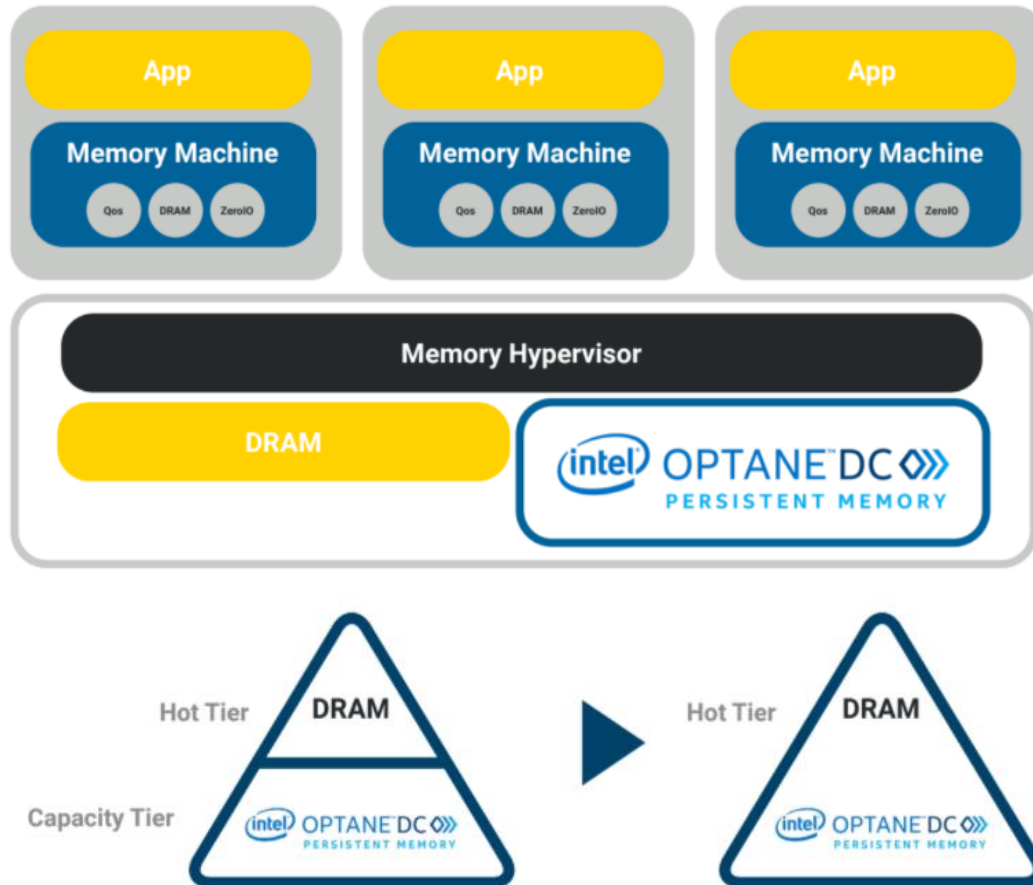 App
App
App
Memory Machine
Memory Machine
Memory Machine
Qos DRAM ZeroIO
Qos DRAM ZeroIO
Qos DRAM ZeroIO
Memory Hypervisor
DRAM
intel® OPTANE™ DC
PERSISTENT MEMORY
Hot Tier
DRAM
Hot Tier
DRAM
Capacity Tier
intel OPTANE DC
PERSISTENT MEMORY
intel OPTANE DC
PERSISTENT MEMORY